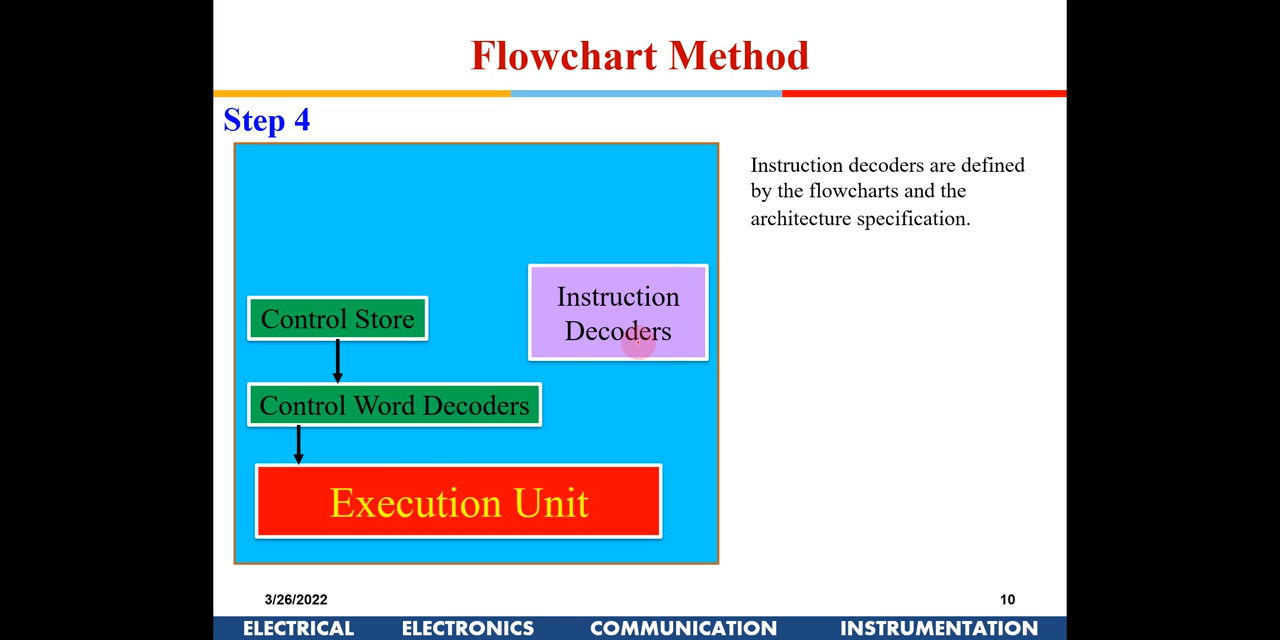 Flowchart Method
Step 4
Instruction decoders are defined
by the flowcharts and the
architecture specification.
Instruction
Decoders
Control Store
Control Word Decoders
Execution Unit
3/26/2022
10
ELECTRICAL ELECTRONICS COMMUNICATION INSTRUMENTATION